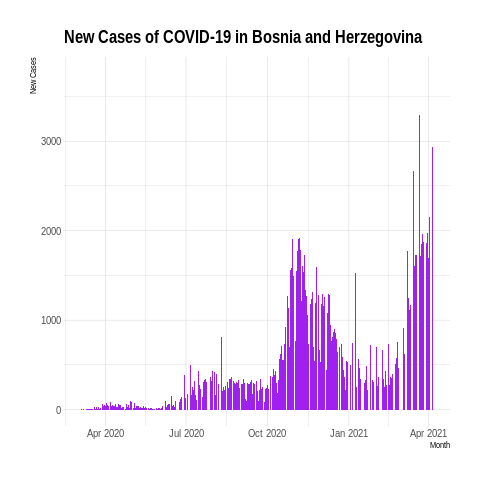 New Cases of COVID-19 in Bosnia and Herzegovina
New Cases
3000
2000
1000
0
Apr 2020 Jul 2020 Oct 2020 Jan 2021 Apr 2021
Month